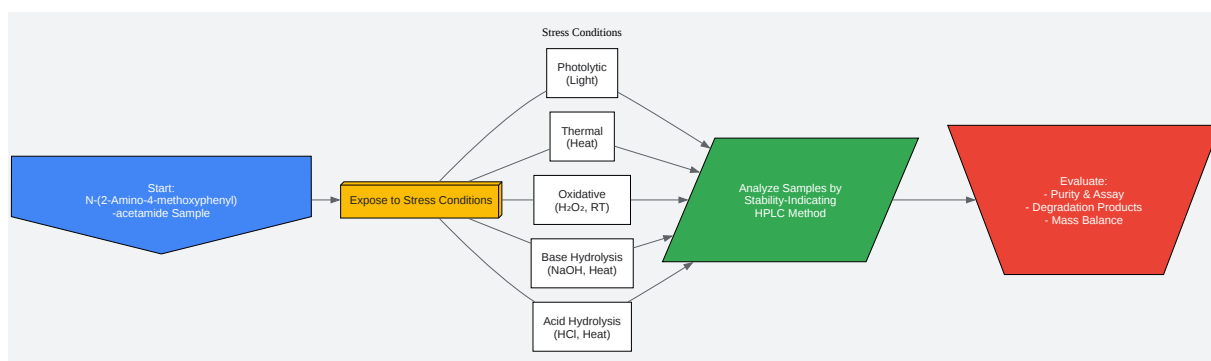 Stress Conditions
Start:
N-(2-Amino-4-methoxyphenyl)
-acetamide Sample
Expose to Stress Conditions
Photolytic
(Light)
Thermal
(Heat)
Oxidative
(H₂O₂, RT)
Base Hydrolysis
(NaOH, Heat)
Acid Hydrolysis
(HCl, Heat)
Analyze Samples by
Stability-Indicating
HPLC Method
Evaluate:
- Purity & Assay
- Degradation Products
- Mass Balance